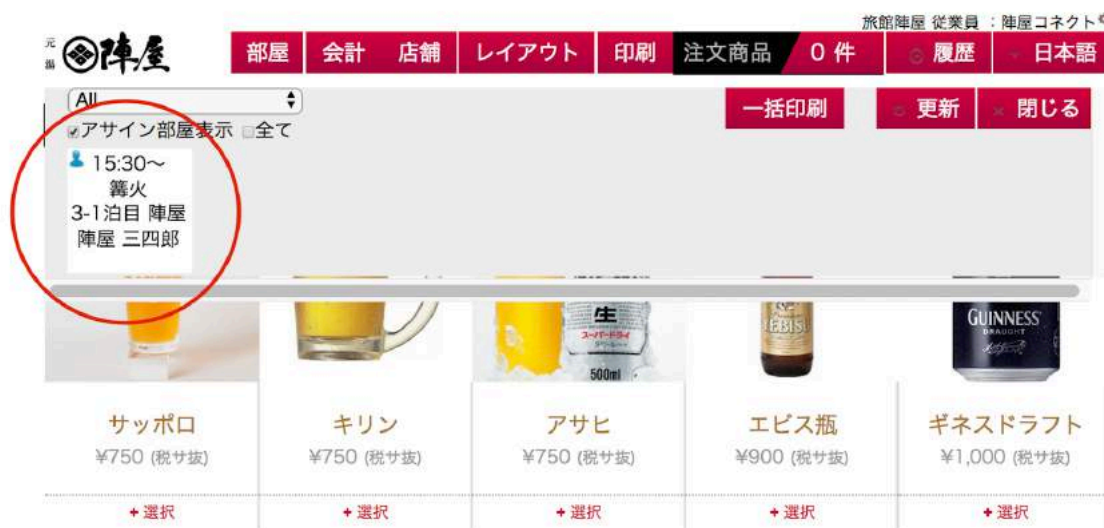 旅館陣屋 従業員 ：陣屋コネクト
元湯 陣屋 部屋 会計 店舗 レイアウト 印刷 注文商品 0 件 履歴 日本語
All 一括印刷 更新 × 閉じる
アサイン部屋表示 全て
15:30〜
篝火
3-1泊目 陣屋
陣屋 三四郎
生
スーパードライ
500ml
YEBISU
GUINNESS
DRAUGHT
サッポロ キリン アサヒ エビス瓶 ギネスドラフト
¥750 (税サ抜) ¥750 (税サ抜) ¥750 (税サ抜) ¥900 (税サ抜) ¥1,000 (税サ抜)
+ 選択 + 選択 + 選択 + 選択 + 選択